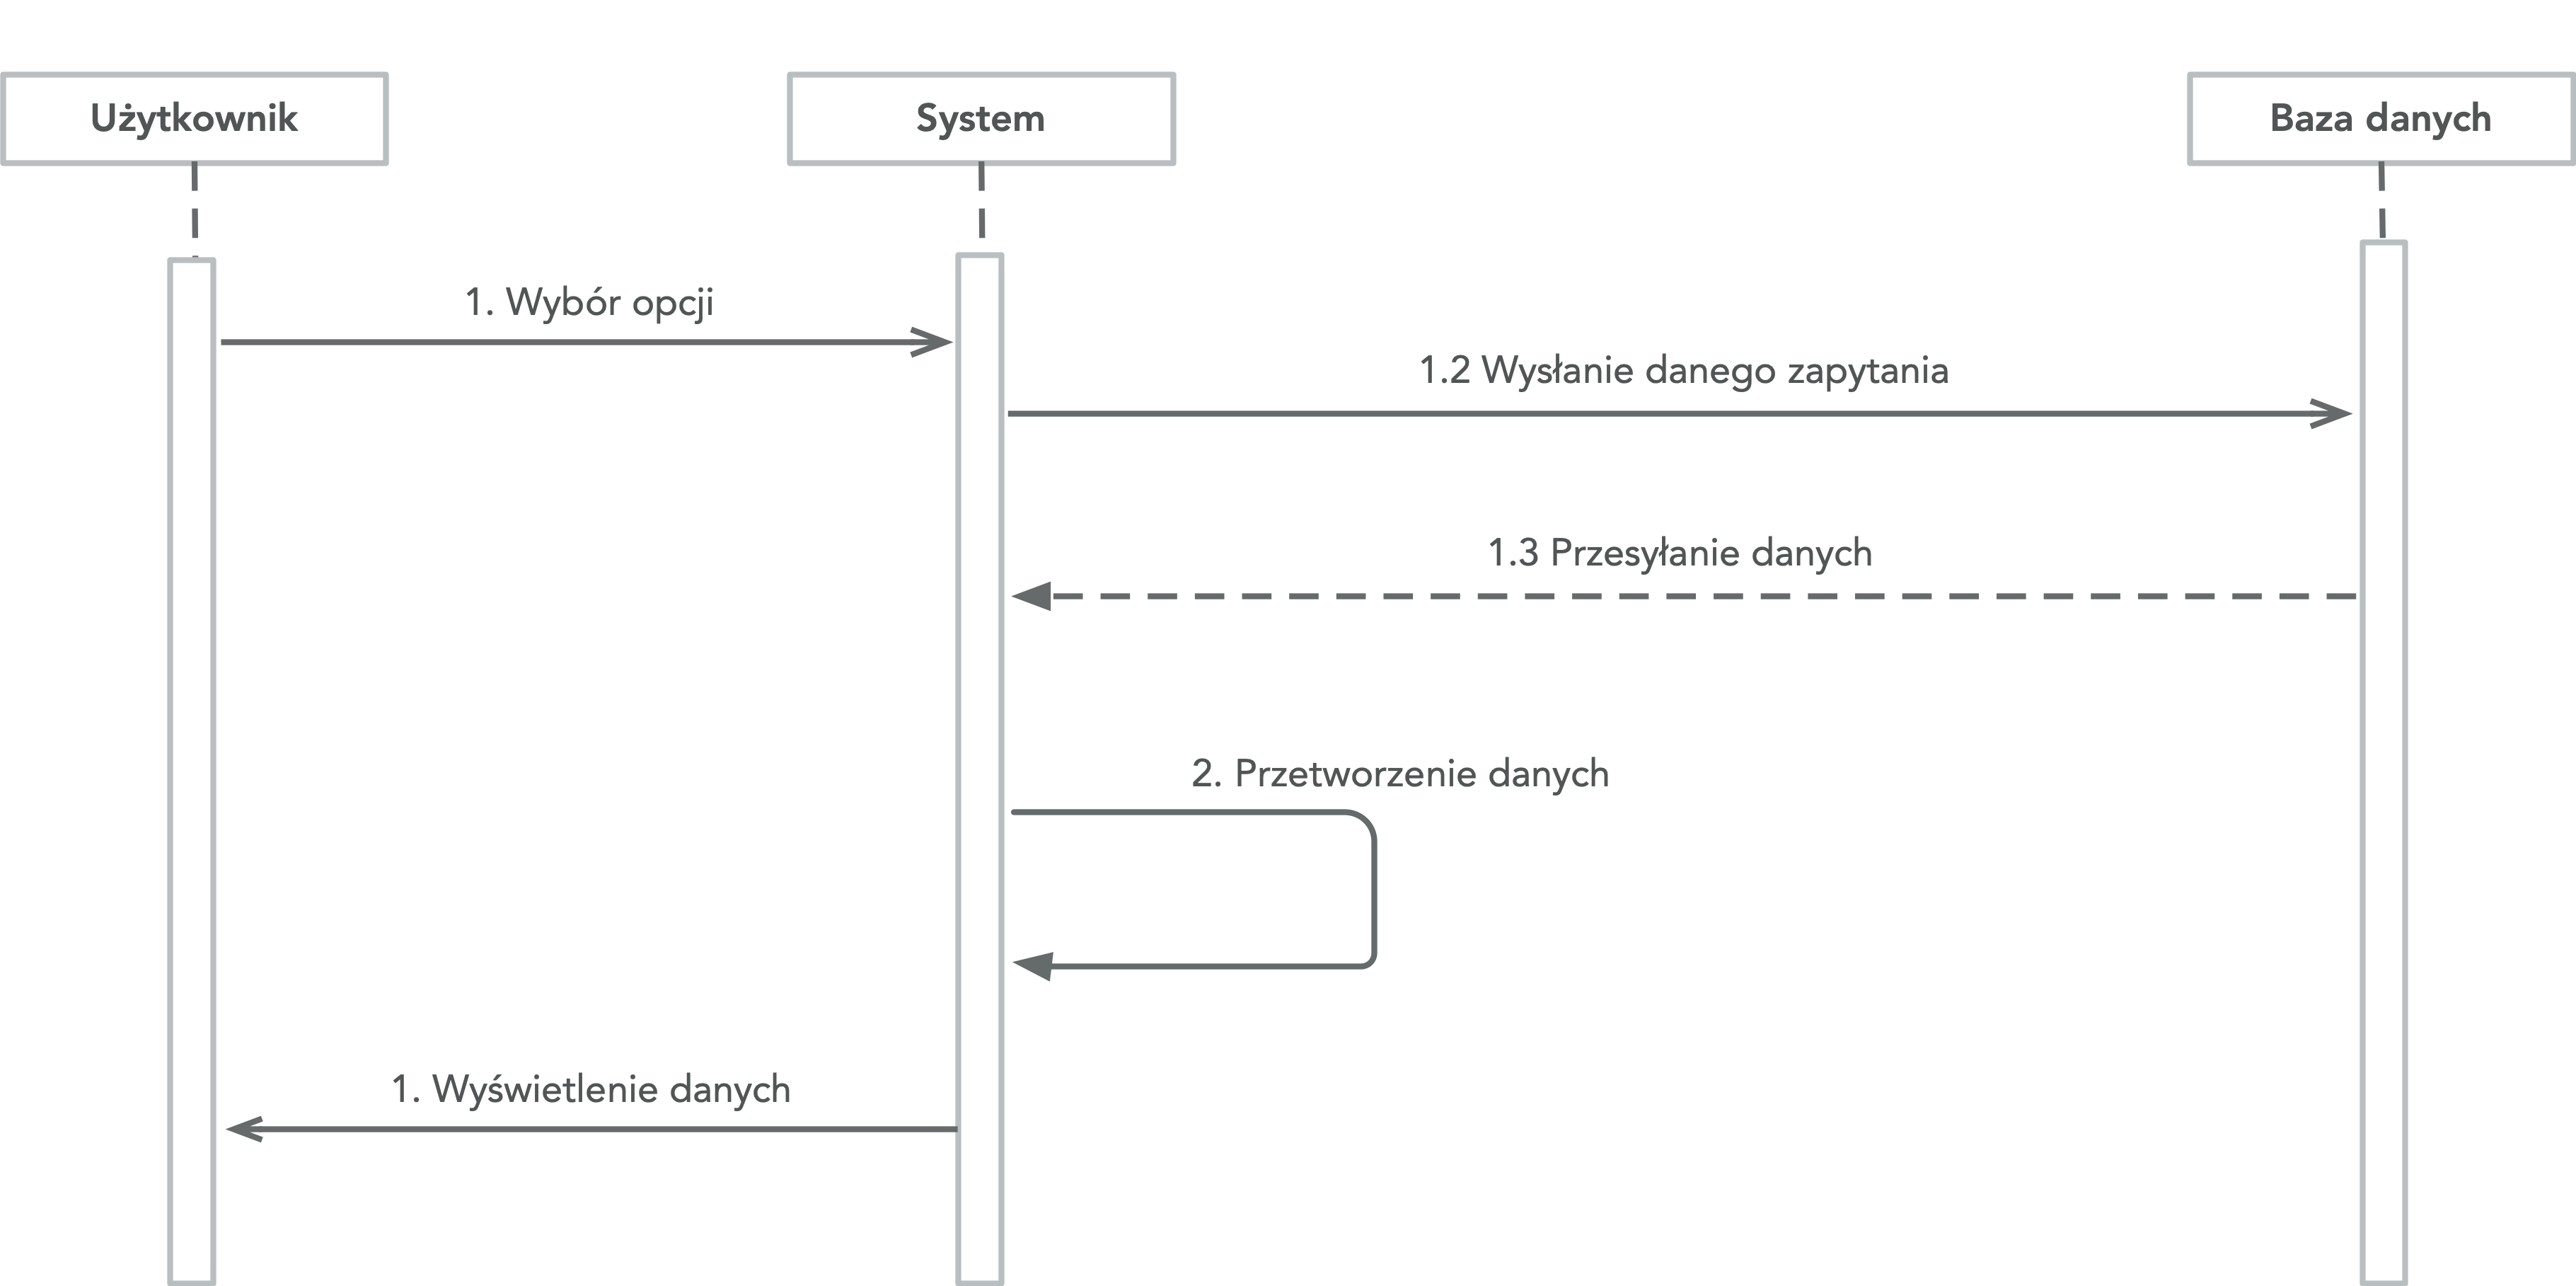 Użytkownik
System
Baza danych
1. Wybór opcji
1.2 Wysłanie danego zapytania
1.3 Przesyłanie danych
2. Przetworzenie danych
1. Wyświetlenie danych